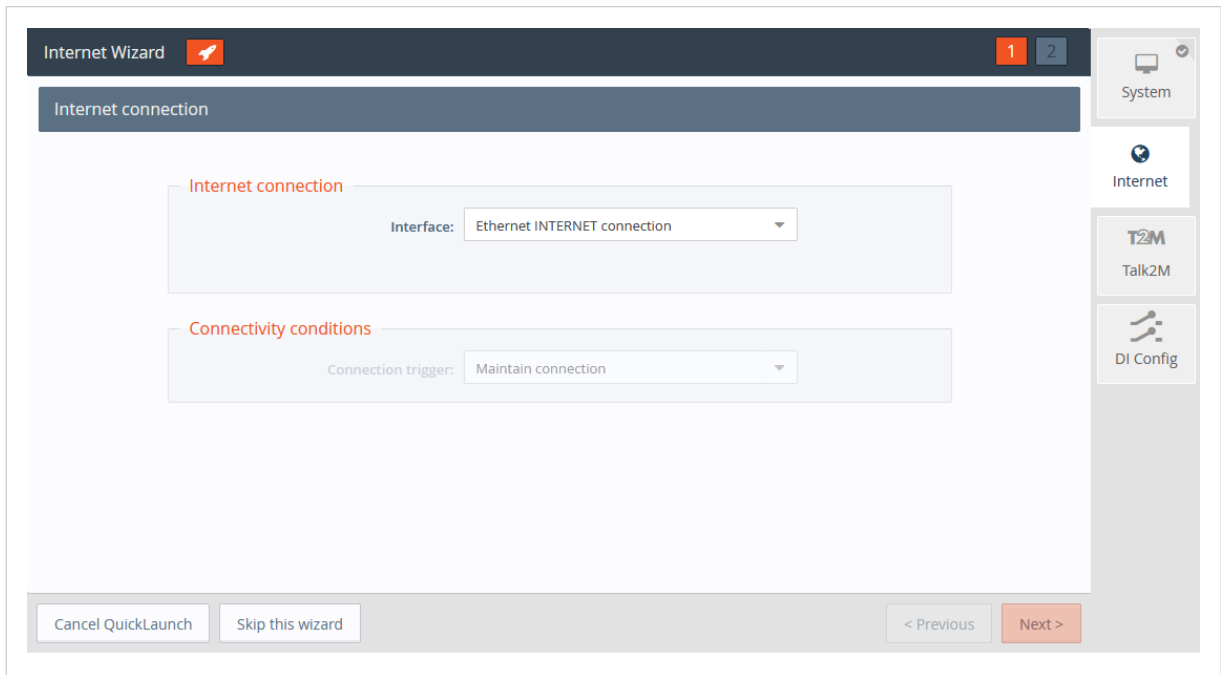 Internet Wizard
1 2
System
Internet connection
Internet
Internet connection
Interface: Ethernet INTERNET connection
T2M
Talk2M
Connectivity conditions
Connection trigger: Maintain connection
DI Config
Cancel QuickLaunch Skip this wizard < Previous Next >